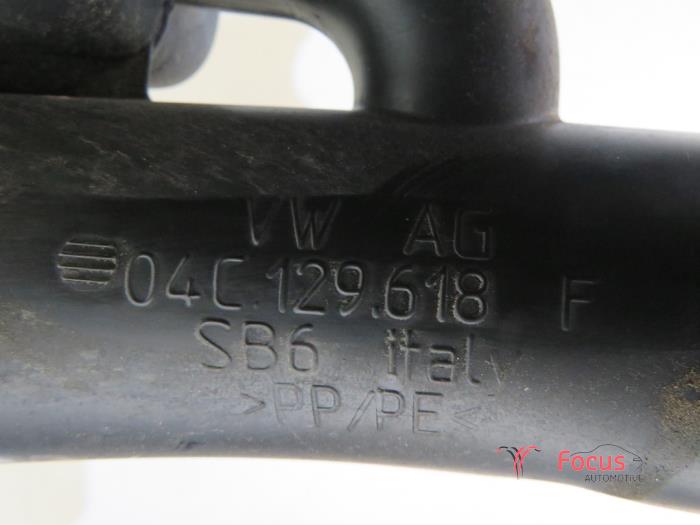 VW AG
04C.129.618 F
SB6 italy
>PP/PE<
Focus
AUTOMOTIVE